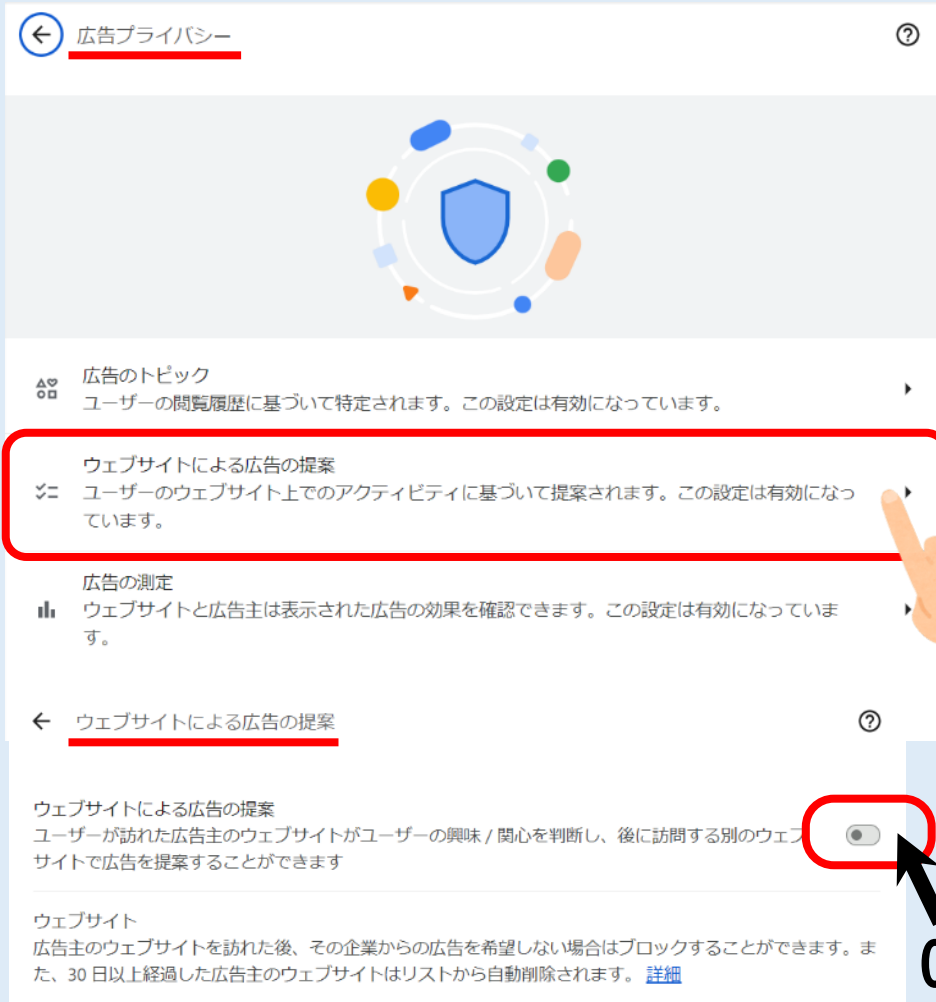 広告プライバシー
広告のトピック
ユーザーの閲覧履歴に基づいて特定されます。この設定は有効になっています。
ウェブサイトによる広告の提案
ユーザーのウェブサイト上でのアクティビティに基づいて提案されます。この設定は有効になっ
ています。
広告の測定
ウェブサイトと広告主は表示された広告の効果を確認できます。この設定は有効になっていま
す。
ウェブサイトによる広告の提案
ウェブサイトによる広告の提案
ユーザーが訪れた広告主のウェブサイトがユーザーの興味 / 関心を判断し、後に訪問する別のウェブ
サイトで広告を提案することができます
ウェブサイト
広告主のウェブサイトを訪れた後、その企業からの広告を希望しない場合はブロックすることができます。ま
た、30 日以上経過した広告主のウェブサイトはリストから自動削除されます。 詳細